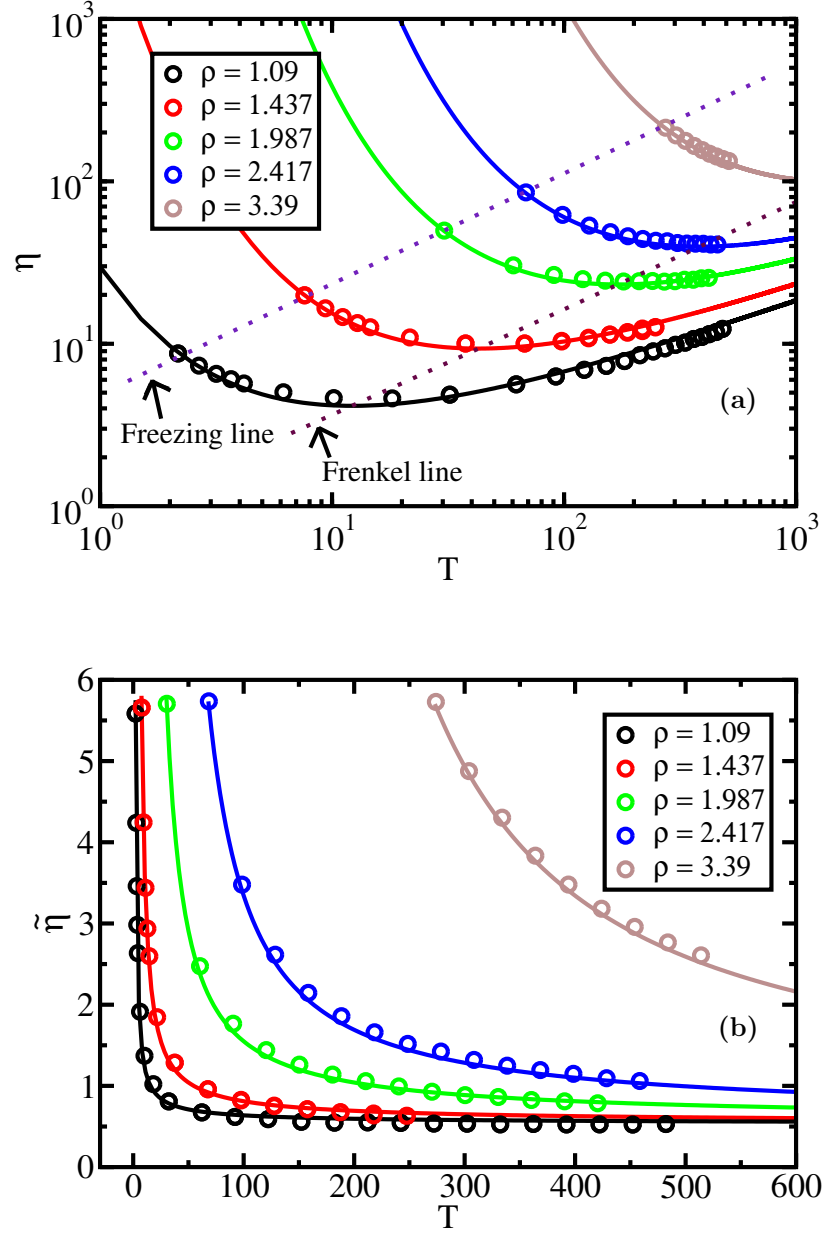 10³
ρ = 1.09
ρ = 1.437
ρ = 1.987
10²
ρ = 2.417
ρ = 3.39
η
10¹
(a)
Freezing line
Frenkel line
10⁰
10⁰ 10¹ 10² 10³
T
6
ρ = 1.09
5
ρ = 1.437
ρ = 1.987
4
ρ = 2.417
ρ = 3.39
η̃
3
2
(b)
1
0
0 100 200 300 400 500 600
T